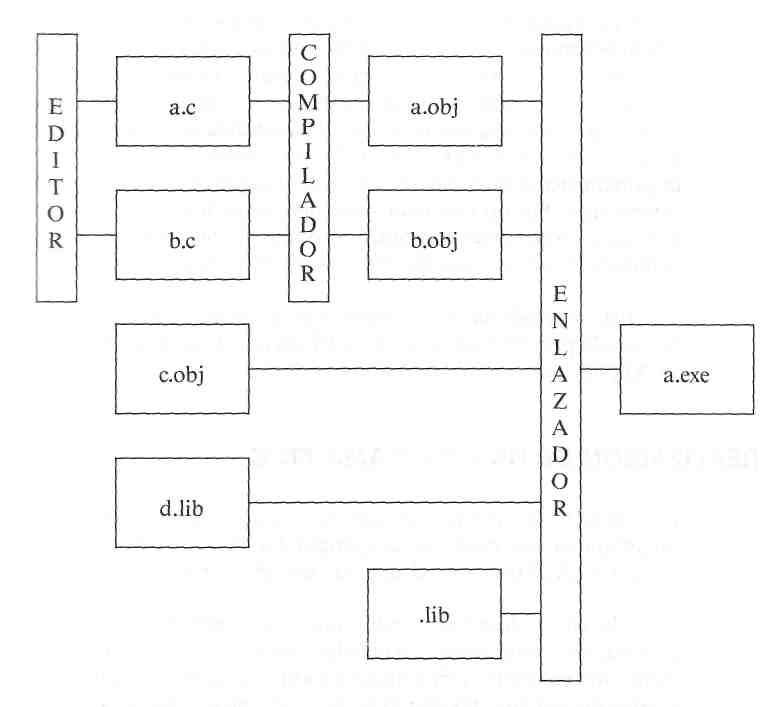 EDITOR
a.c
b.c
COMPILADOR
a.obj
b.obj
c.obj
d.lib
.lib
ENLAZADOR
a.exe